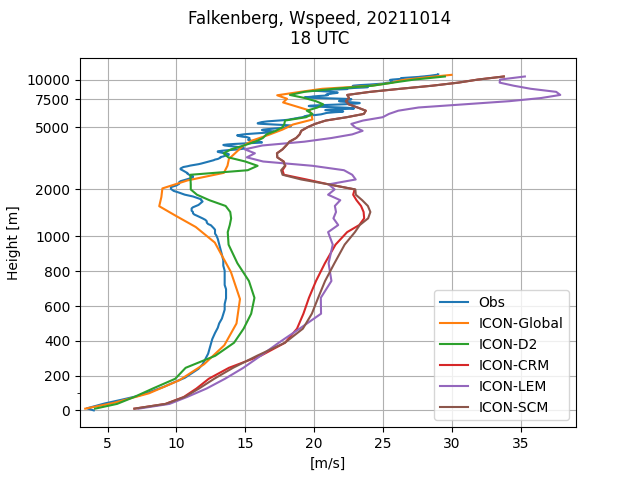 Falkenberg, Wspeed, 20211014
18 UTC
10000
7500
5000
2000
1000
800
600
400
200
0
Height [m]
5 10 15 20 25 30 35
[m/s]
Obs
ICON-Global
ICON-D2
ICON-CRM
ICON-LEM
ICON-SCM